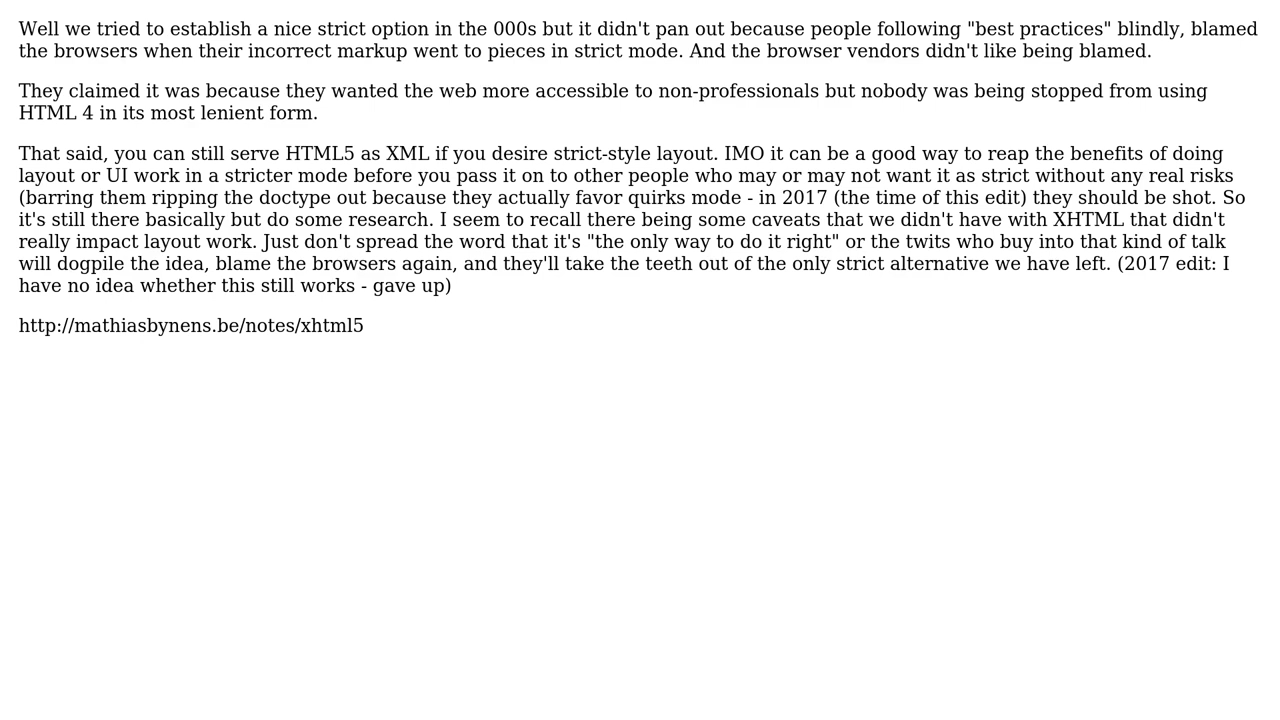 Well we tried to establish a nice strict option in the 000s but it didn't pan out because people following "best practices" blindly, blamed
the browsers when their incorrect markup went to pieces in strict mode. And the browser vendors didn't like being blamed.
They claimed it was because they wanted the web more accessible to non-professionals but nobody was being stopped from using
HTML 4 in its most lenient form.
That said, you can still serve HTML5 as XML if you desire strict-style layout. IMO it can be a good way to reap the benefits of doing
layout or UI work in a stricter mode before you pass it on to other people who may or may not want it as strict without any real risks
(barring them ripping the doctype out because they actually favor quirks mode - in 2017 (the time of this edit) they should be shot. So
it's still there basically but do some research. I seem to recall there being some caveats that we didn't have with XHTML that didn't
really impact layout work. Just don't spread the word that it's "the only way to do it right" or the twits who buy into that kind of talk
will dogpile the idea, blame the browsers again, and they'll take the teeth out of the only strict alternative we have left. (2017 edit: I
have no idea whether this still works - gave up)
http://mathiasbynens.be/notes/xhtml5